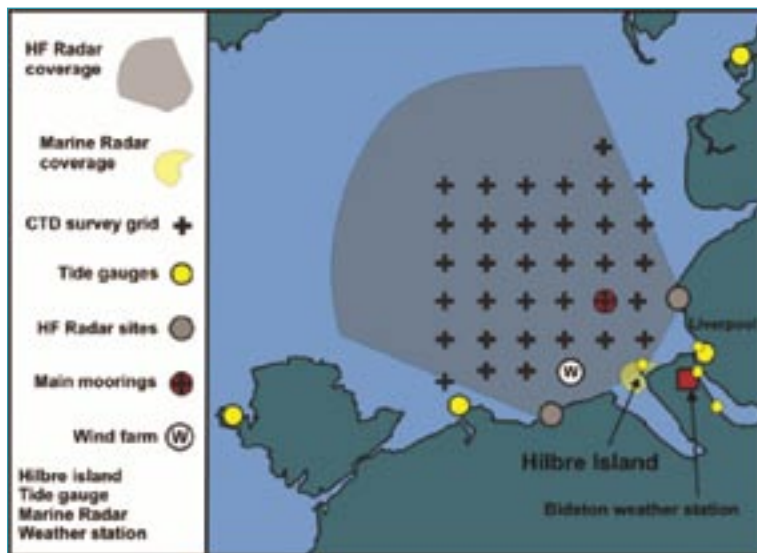 HF Radar
coverage
Marine Radar
coverage
CTD survey grid
Tide gauges
HF Radar sites
Main moorings
Wind farm
W
Hilbre island
Tide gauge
Marine Radar
Weather station
W
Liverpool
Hilbre Island
Bidston weather station